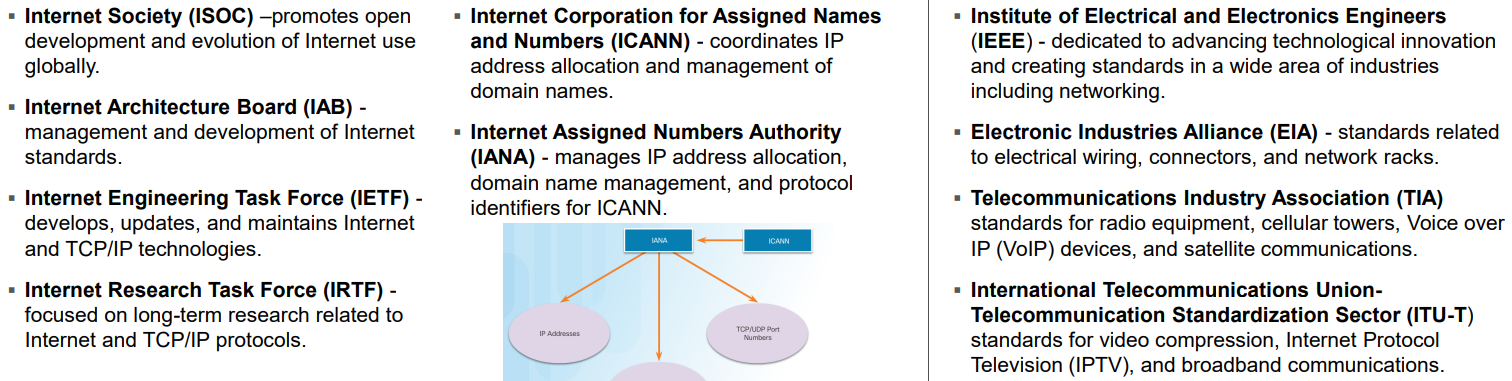 ▪ Internet Society (ISOC) –promotes open
development and evolution of Internet use
globally.
▪ Internet Architecture Board (IAB) -
management and development of Internet
standards.
▪ Internet Engineering Task Force (IETF) -
develops, updates, and maintains Internet
and TCP/IP technologies.
▪ Internet Research Task Force (IRTF) -
focused on long-term research related to
Internet and TCP/IP protocols.
▪ Internet Corporation for Assigned Names
and Numbers (ICANN) - coordinates IP
address allocation and management of
domain names.
▪ Internet Assigned Numbers Authority
(IANA) - manages IP address allocation,
domain name management, and protocol
identifiers for ICANN.
IANA
ICANN
IP Addresses
TCP/UDP Port
Numbers
▪ Institute of Electrical and Electronics Engineers
(IEEE) - dedicated to advancing technological innovation
and creating standards in a wide area of industries
including networking.
▪ Electronic Industries Alliance (EIA) - standards related
to electrical wiring, connectors, and network racks.
▪ Telecommunications Industry Association (TIA)
standards for radio equipment, cellular towers, Voice over
IP (VoIP) devices, and satellite communications.
▪ International Telecommunications Union-
Telecommunication Standardization Sector (ITU-T)
standards for video compression, Internet Protocol
Television (IPTV), and broadband communications.